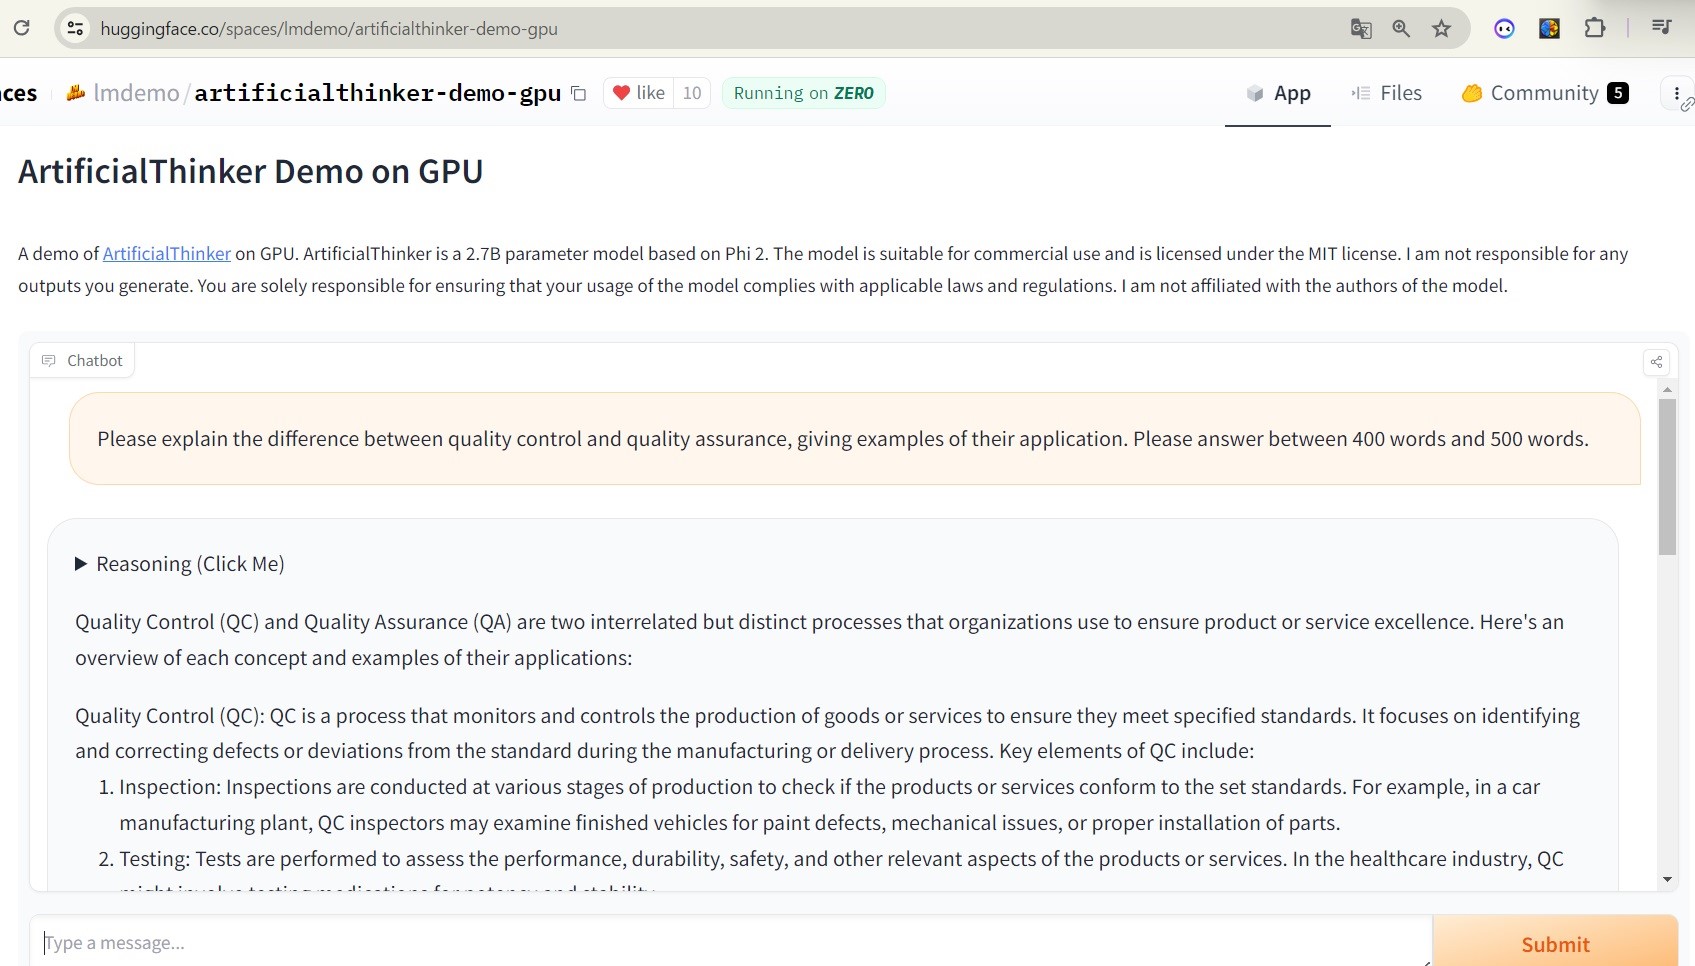 huggingface.co/spaces/lmdemo/artificialthinker-demo-gpu
ces lmdemo/artificialthinker-demo-gpu like 10 Running on ZERO App Files Community 5
ArtificialThinker Demo on GPU
A demo of ArtificialThinker on GPU. ArtificialThinker is a 2.7B parameter model based on Phi 2. The model is suitable for commercial use and is licensed under the MIT license. I am not responsible for any
outputs you generate. You are solely responsible for ensuring that your usage of the model complies with applicable laws and regulations. I am not affiliated with the authors of the model.
Chatbot
Please explain the difference between quality control and quality assurance, giving examples of their application. Please answer between 400 words and 500 words.
Reasoning (Click Me)
Quality Control (QC) and Quality Assurance (QA) are two interrelated but distinct processes that organizations use to ensure product or service excellence. Here's an
overview of each concept and examples of their applications:
Quality Control (QC): QC is a process that monitors and controls the production of goods or services to ensure they meet specified standards. It focuses on identifying
and correcting defects or deviations from the standard during the manufacturing or delivery process. Key elements of QC include:
1. Inspection: Inspections are conducted at various stages of production to check if the products or services conform to the set standards. For example, in a car
manufacturing plant, QC inspectors may examine finished vehicles for paint defects, mechanical issues, or proper installation of parts.
2. Testing: Tests are performed to assess the performance, durability, safety, and other relevant aspects of the products or services. In the healthcare industry, QC
might involve testing medications for potency and stability.
Type a message...
Submit